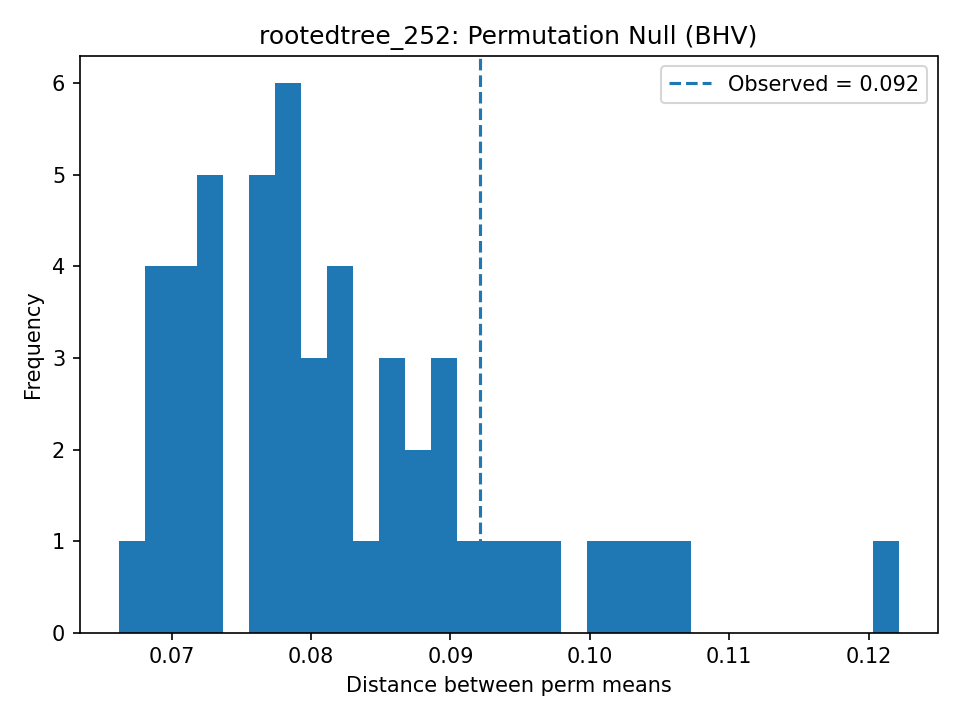 rootedtree_252: Permutation Null (BHV)
Observed = 0.092
6
5
4
3
2
1
0
Frequency
0.07 0.08 0.09 0.10 0.11 0.12
Distance between perm means